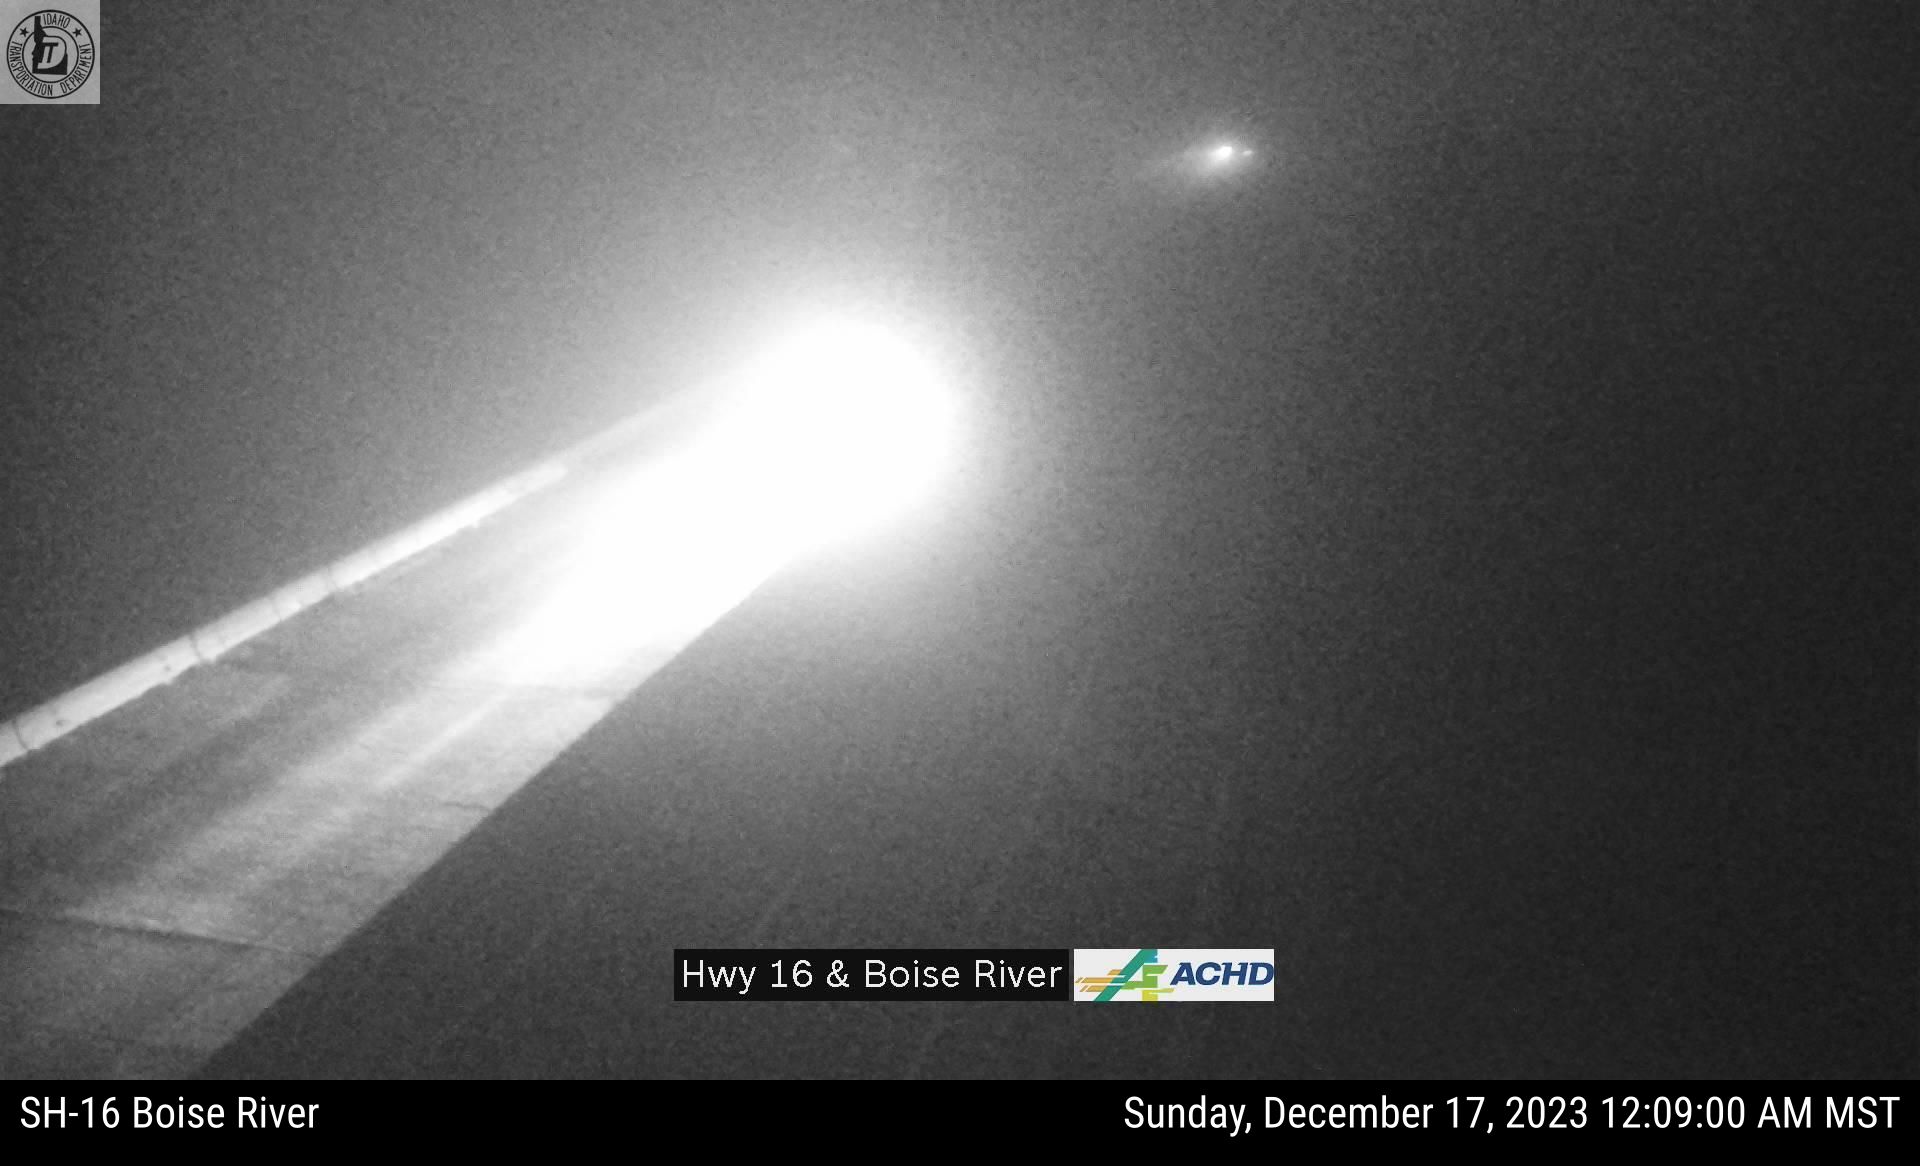 IDAHO
TRANSPORTATION DEPARTMENT
Hwy 16 & Boise River
ACHD
SH-16 Boise River
Sunday, December 17, 2023 12:09:00 AM MST